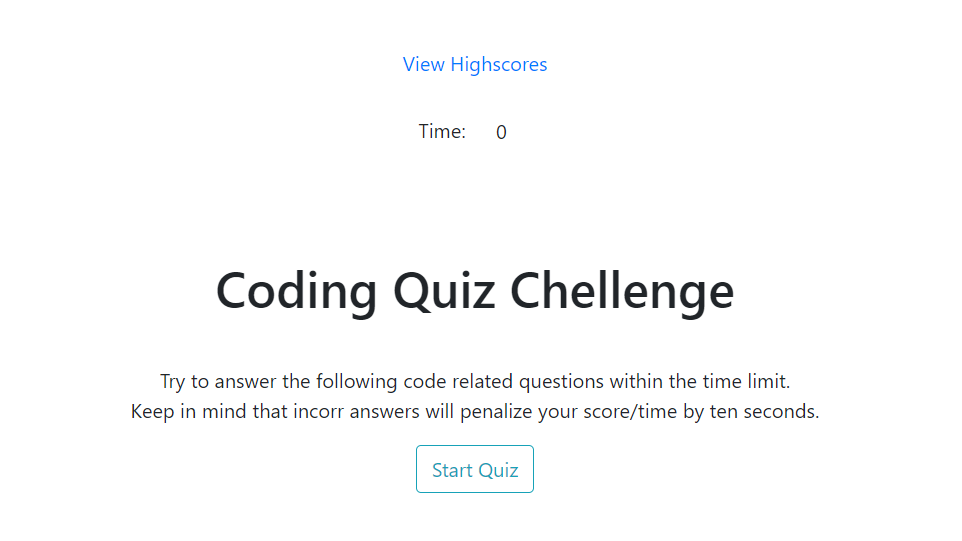 View Highscores
Time: 0
Coding Quiz Chellenge
Try to answer the following code related questions within the time limit.
Keep in mind that incorr answers will penalize your score/time by ten seconds.
Start Quiz